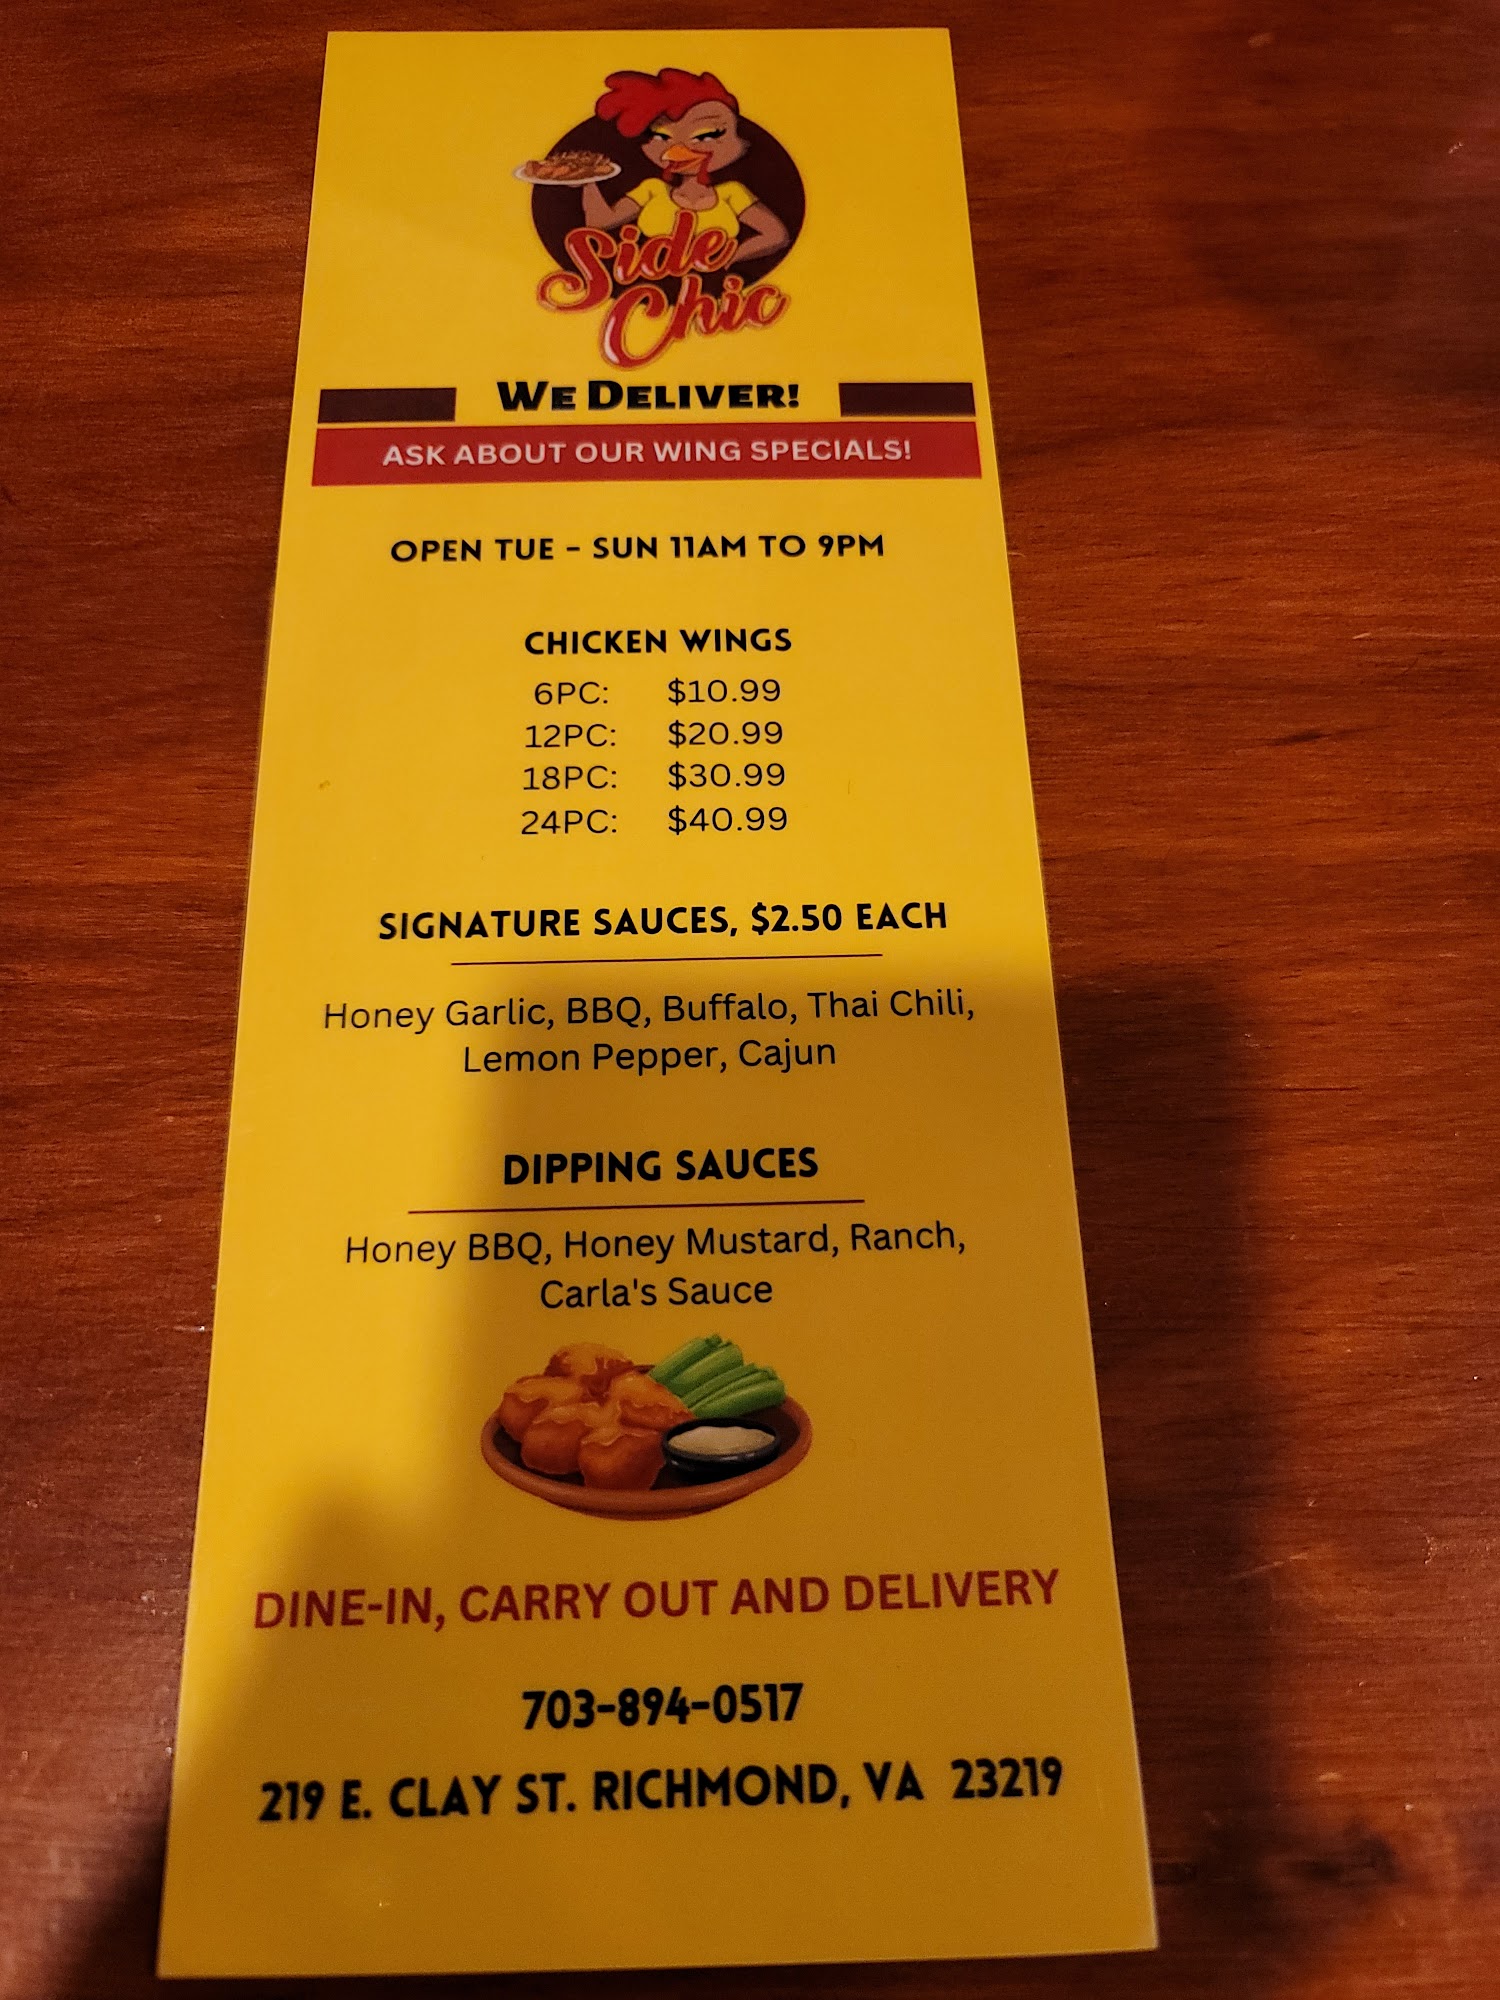 Side
Chic
WE DELIVER!
ASK ABOUT OUR WING SPECIALS!
OPEN TUE - SUN 11AM TO 9PM
CHICKEN WINGS
6PC: $10.99
12PC: $20.99
18PC: $30.99
24PC: $40.99
SIGNATURE SAUCES, $2.50 EACH
Honey Garlic, BBQ, Buffalo, Thai Chili,
Lemon Pepper, Cajun
DIPPING SAUCES
Honey BBQ, Honey Mustard, Ranch,
Carla's Sauce
DINE-IN, CARRY OUT AND DELIVERY
703-894-0517
219 E. CLAY ST. RICHMOND, VA 23219